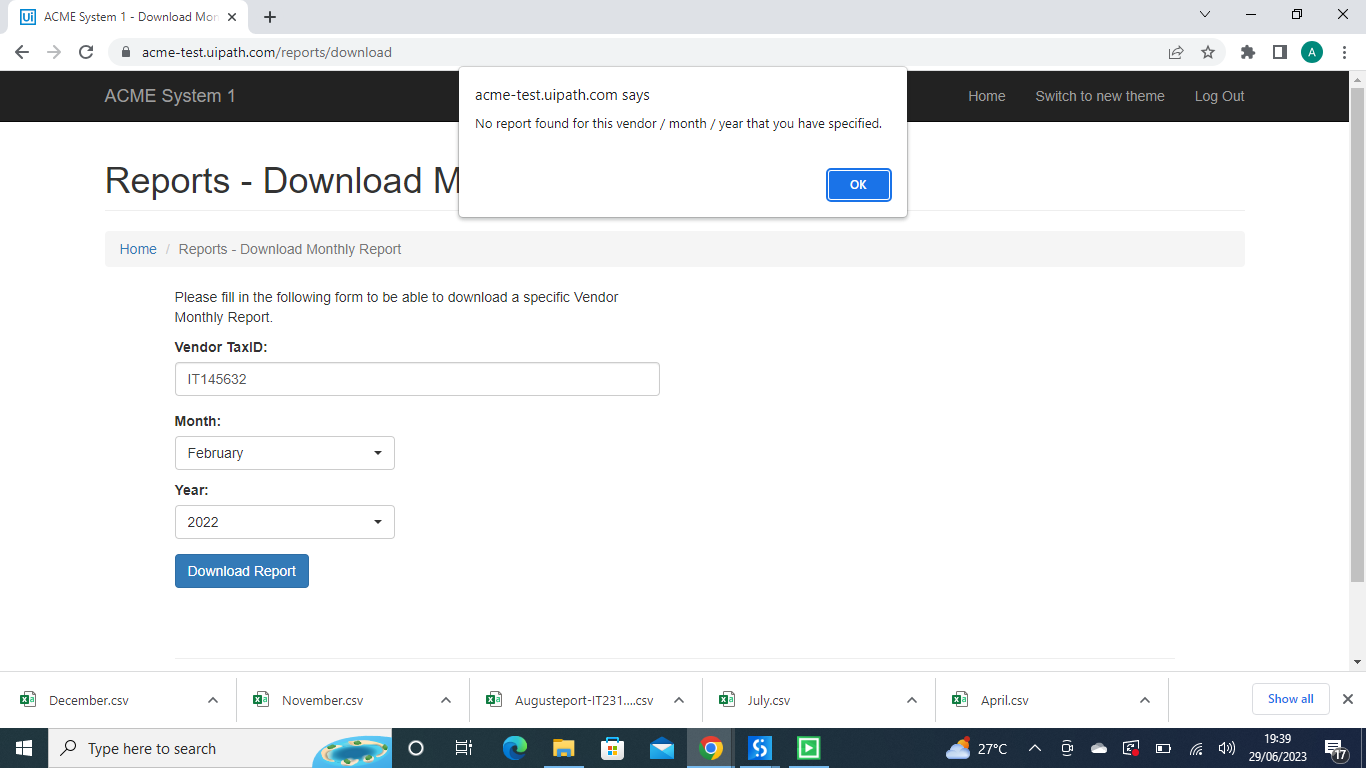 ACME System 1 - Download Mon
acme-test.uipath.com/reports/download
A
ACME System 1
Home
Switch to new theme
Log Out
acme-test.uipath.com says
No report found for this vendor / month / year that you have specified.
OK
Reports - Download M
Home / Reports - Download Monthly Report
Please fill in the following form to be able to download a specific Vendor
Monthly Report.
Vendor TaxID:
IT145632
Month:
February
Year:
2022
Download Report
December.csv
November.csv
Augusteport-IT231....csv
July.csv
April.csv
Show all
Type here to search
27°C
19:39
29/06/2023
17